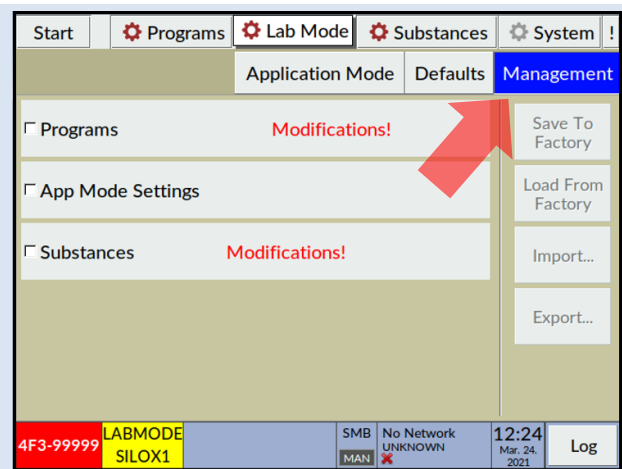 Start Programs Lab Mode Substances System !
Application Mode Defaults Management
Programs Modifications!
Save To
Factory
App Mode Settings
Load From
Factory
Substances Modifications!
Import...
Export...
4F3-99999
LABMODE
SILOX1
SMB
MAN
No Network
UNKNOWN
12:24
Mar. 24.
2021
Log